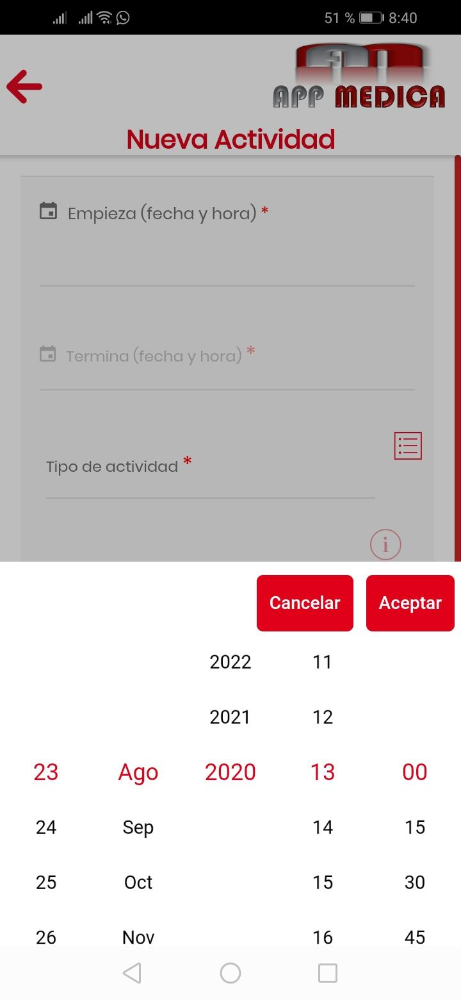 51 % 8:40
APP MEDICA
Nueva Actividad
Empieza (fecha y hora) *
Termina (fecha y hora) *
Tipo de actividad *
i
Cancelar Aceptar
2022 11
2021 12
23 Ago 2020 13 00
24 Sep 14 15
25 Oct 15 30
26 Nov 16 45